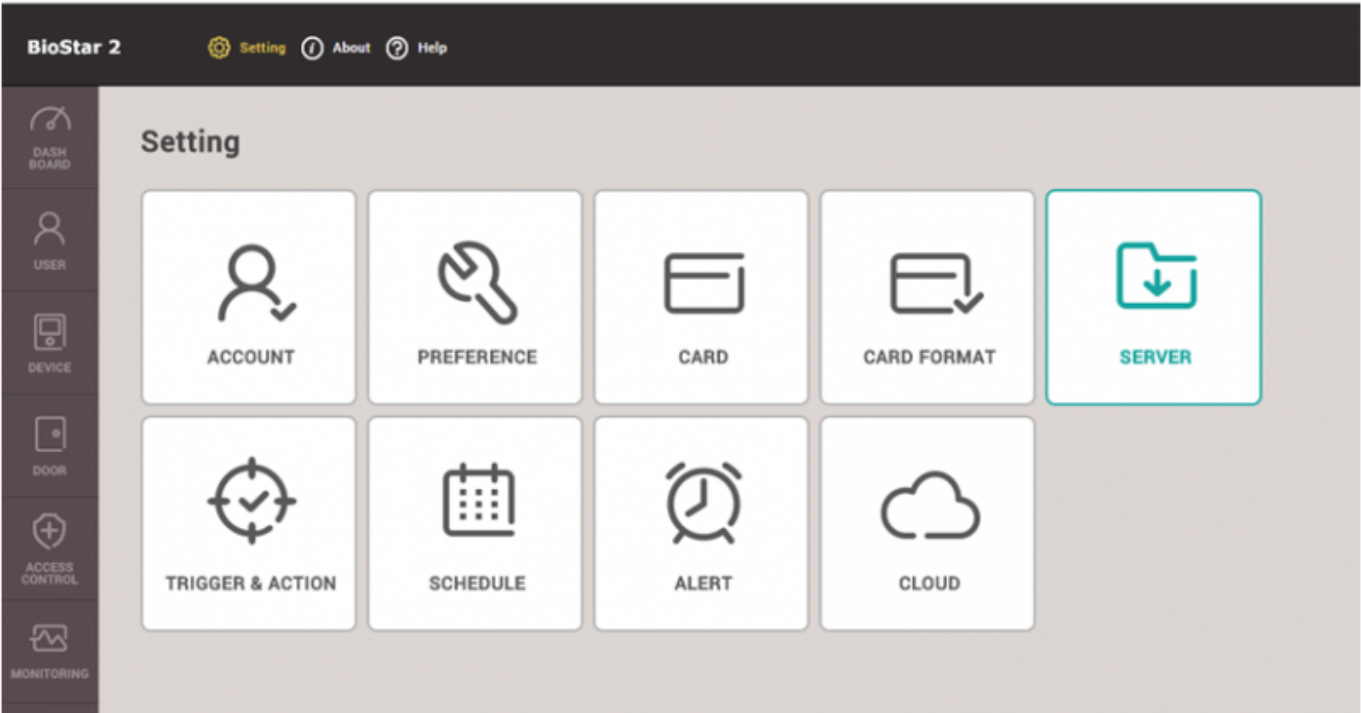 BioStar 2
Setting
About
Help
DASH
BOARD
USER
DEVICE
DOOR
ACCESS
CONTROL
MONITORING
Setting
ACCOUNT
PREFERENCE
CARD
CARD FORMAT
SERVER
TRIGGER & ACTION
SCHEDULE
ALERT
CLOUD